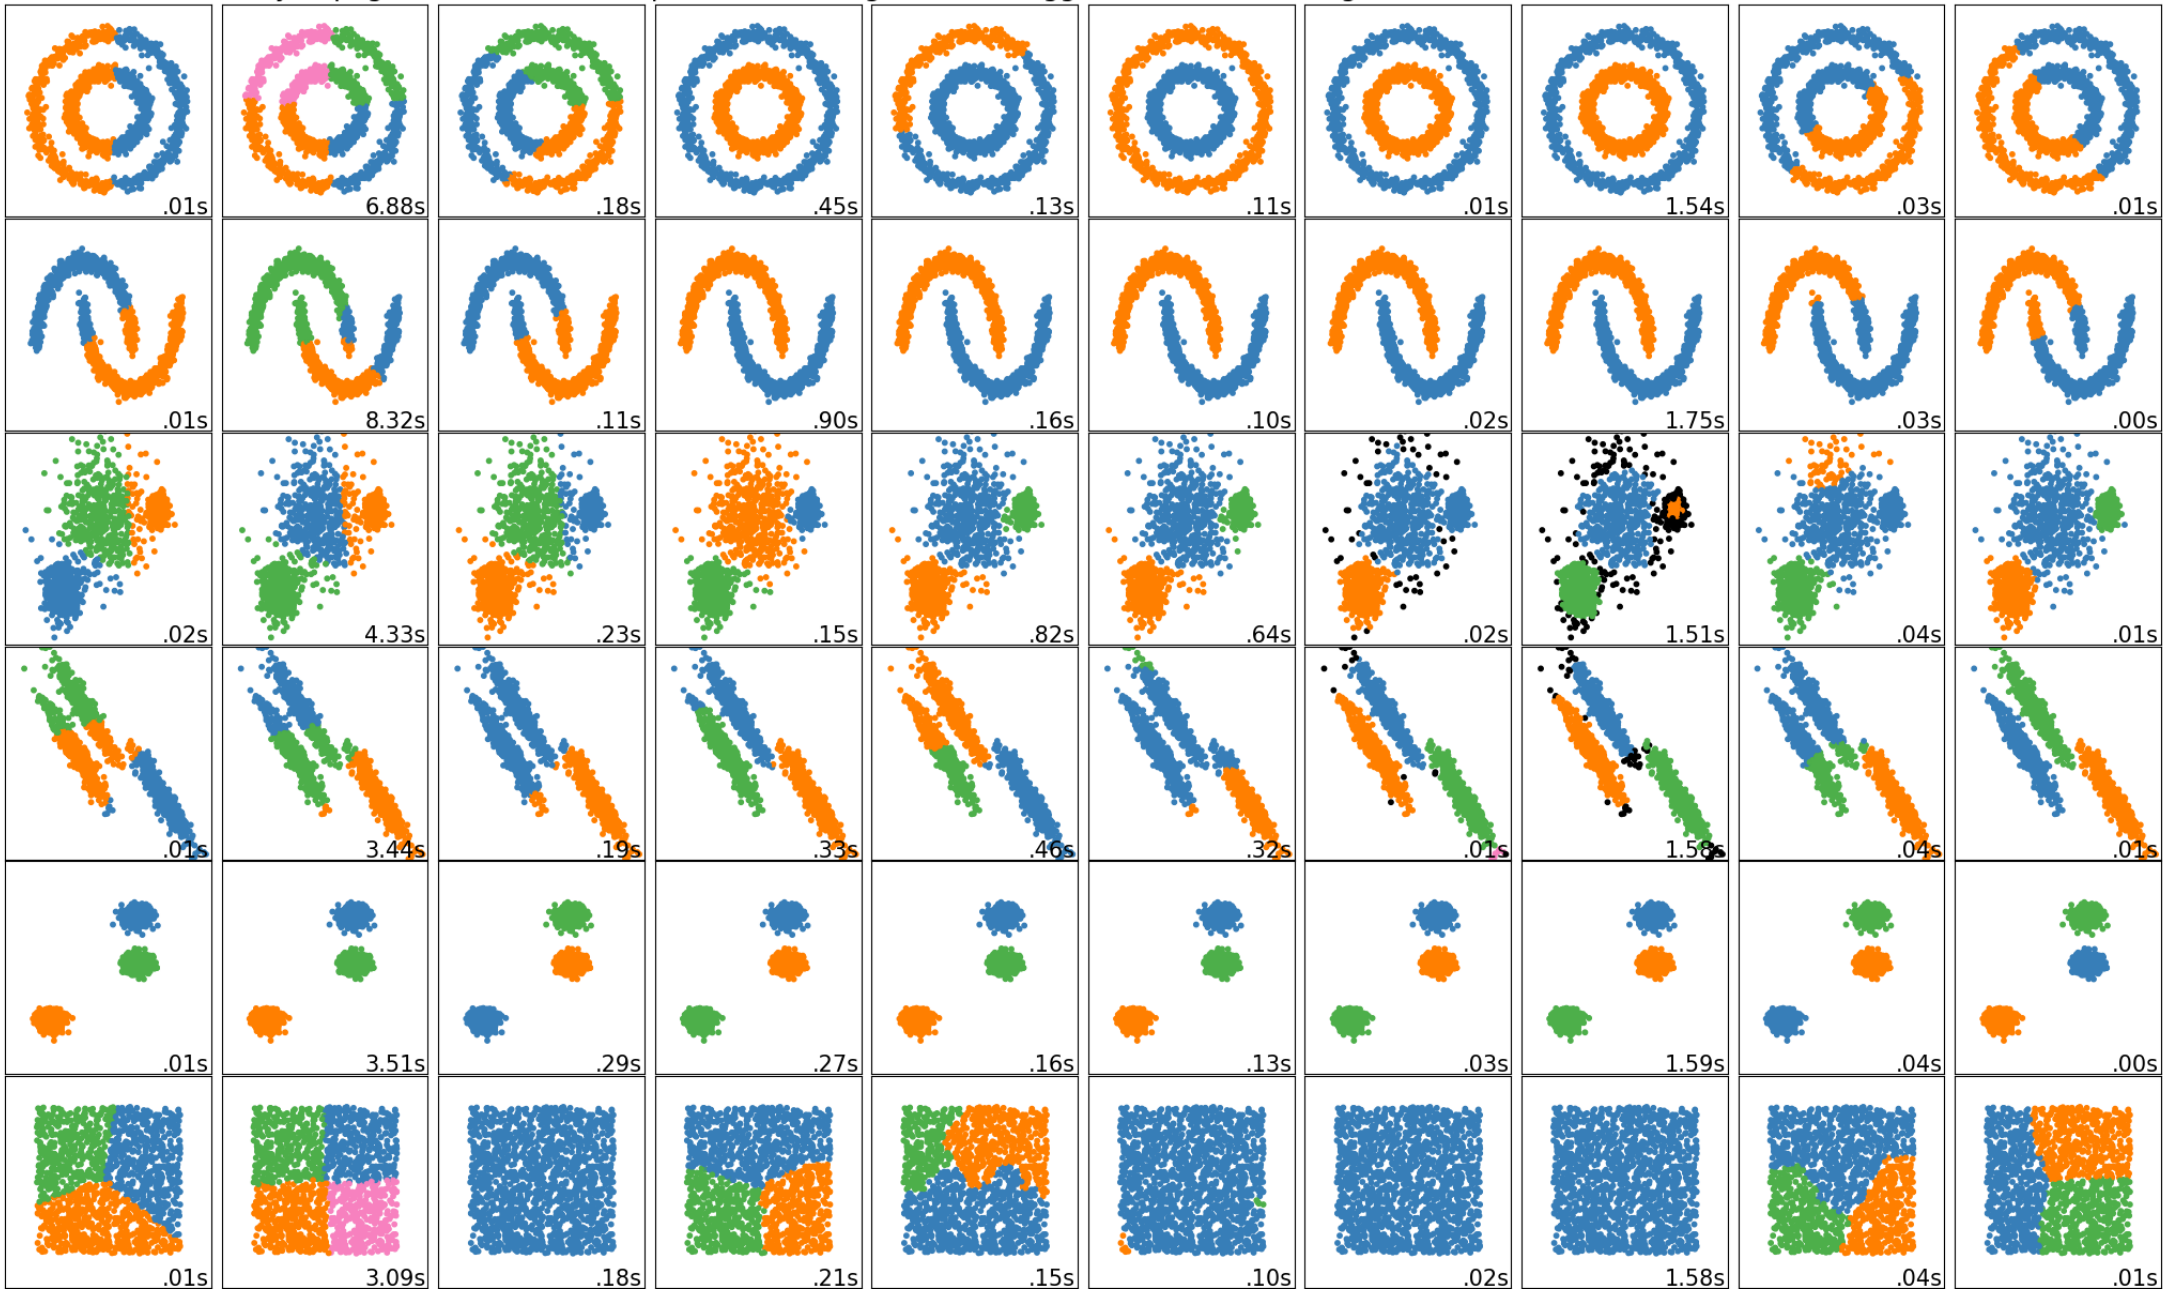 .01s 6.88s .18s .45s .13s .11s .01s 1.54s .03s .01s
.01s 8.32s .11s .90s .16s .10s .02s 1.75s .03s .00s
.02s 4.33s .23s .15s .82s .64s .02s 1.51s .04s .01s
.01s 3.44s .19s .33s .46s .32s .01s 1.58s .04s .01s
.01s 3.51s .29s .27s .16s .13s .03s 1.59s .04s .00s
.01s 3.09s .18s .21s .15s .10s .02s 1.58s .04s .01s